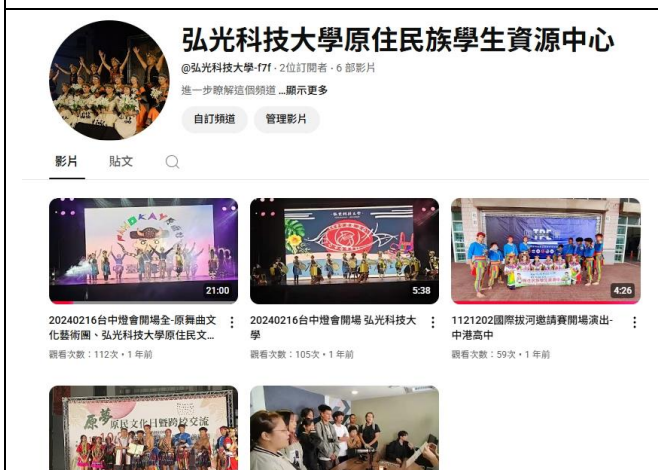 弘光科技大學原住民族學生資源中心
@弘光科技大學-f7f · 2位訂閱者 · 6 部影片
進一步瞭解這個頻道 ...顯示更多
自訂頻道
管理影片
影片
貼文
21:00
5:38
TPC
4:26
20240216台中燈會開場全-原舞曲文
化藝術團、弘光科技大學原住民文...
觀看次數：112次 · 1 年前
20240216台中燈會開場 弘光科技大
學
觀看次數：105次 · 1 年前
1121202國際拔河邀請賽開場演出-
中港高中
觀看次數：59次 · 1 年前
原夢原民文化日暨跨校交流